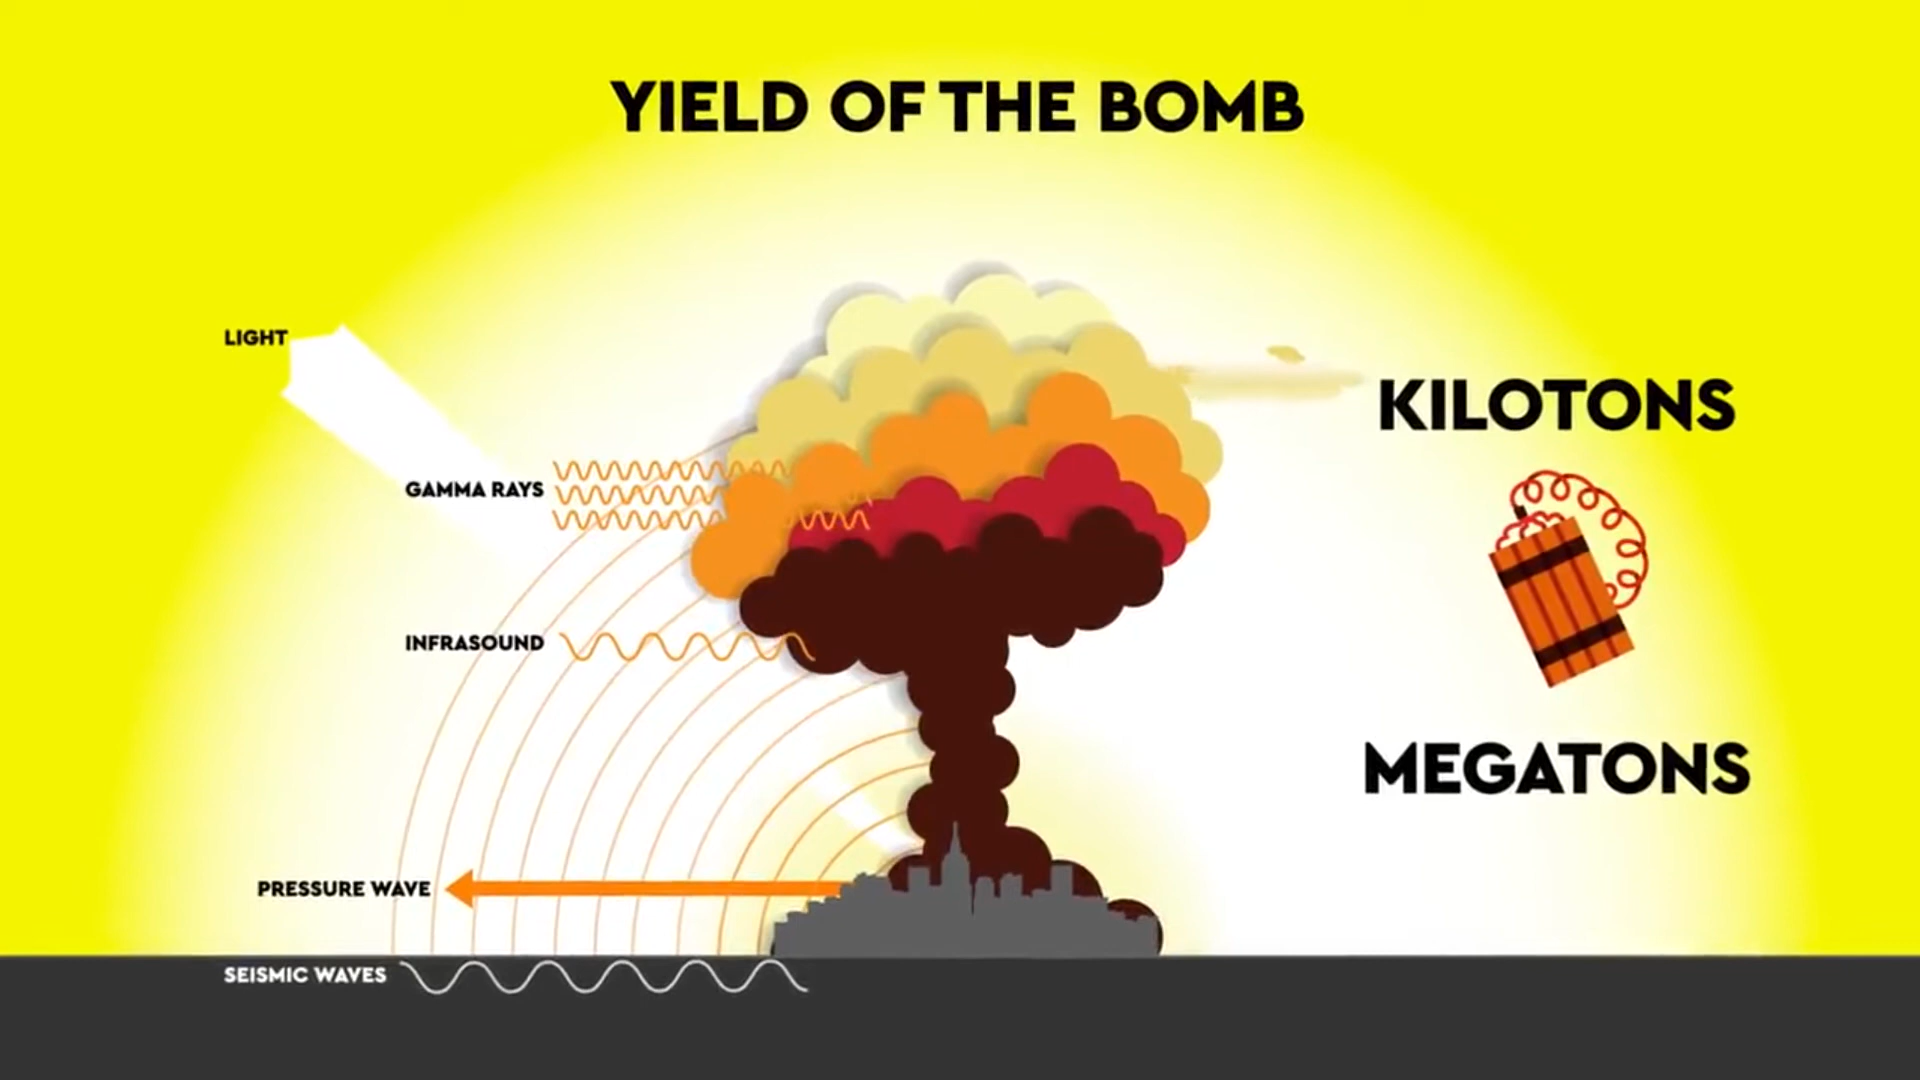 YIELD OF THE BOMB
LIGHT
KILOTONS
GAMMA RAYS
INFRASOUND
MEGATONS
PRESSURE WAVE
SEISMIC WAVES